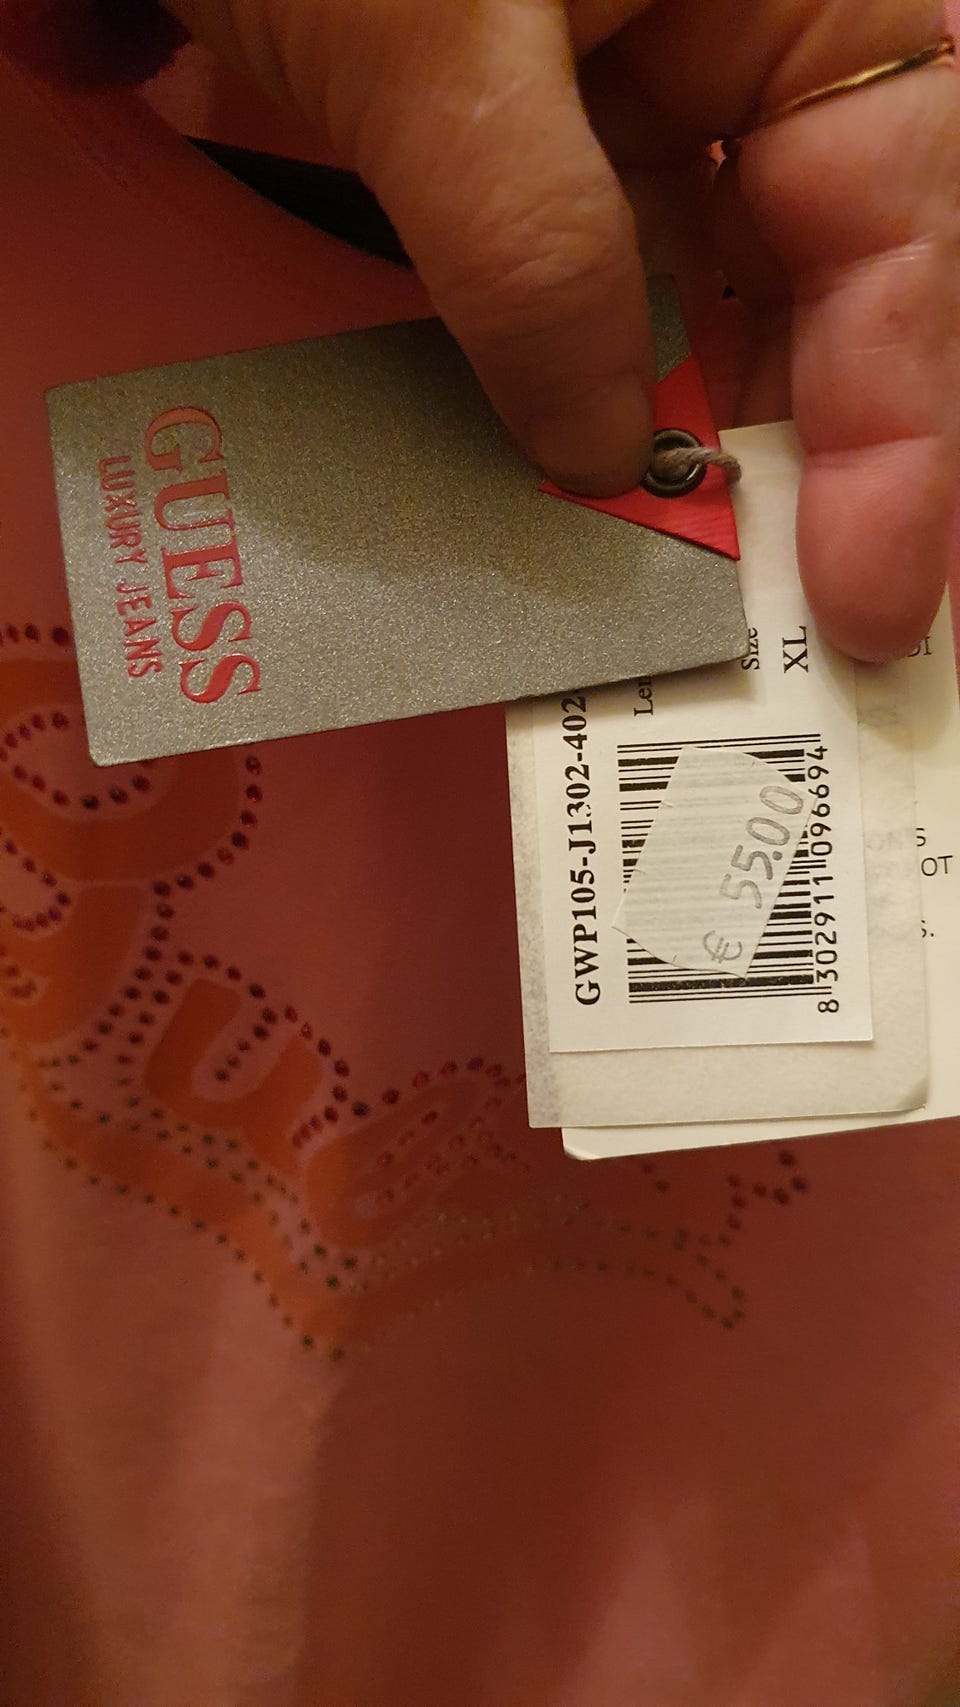 GUESS
LUXURY JEANS
GWP105-J1302-402
Size
XL
€ 55.00
8 302911 096694
OT